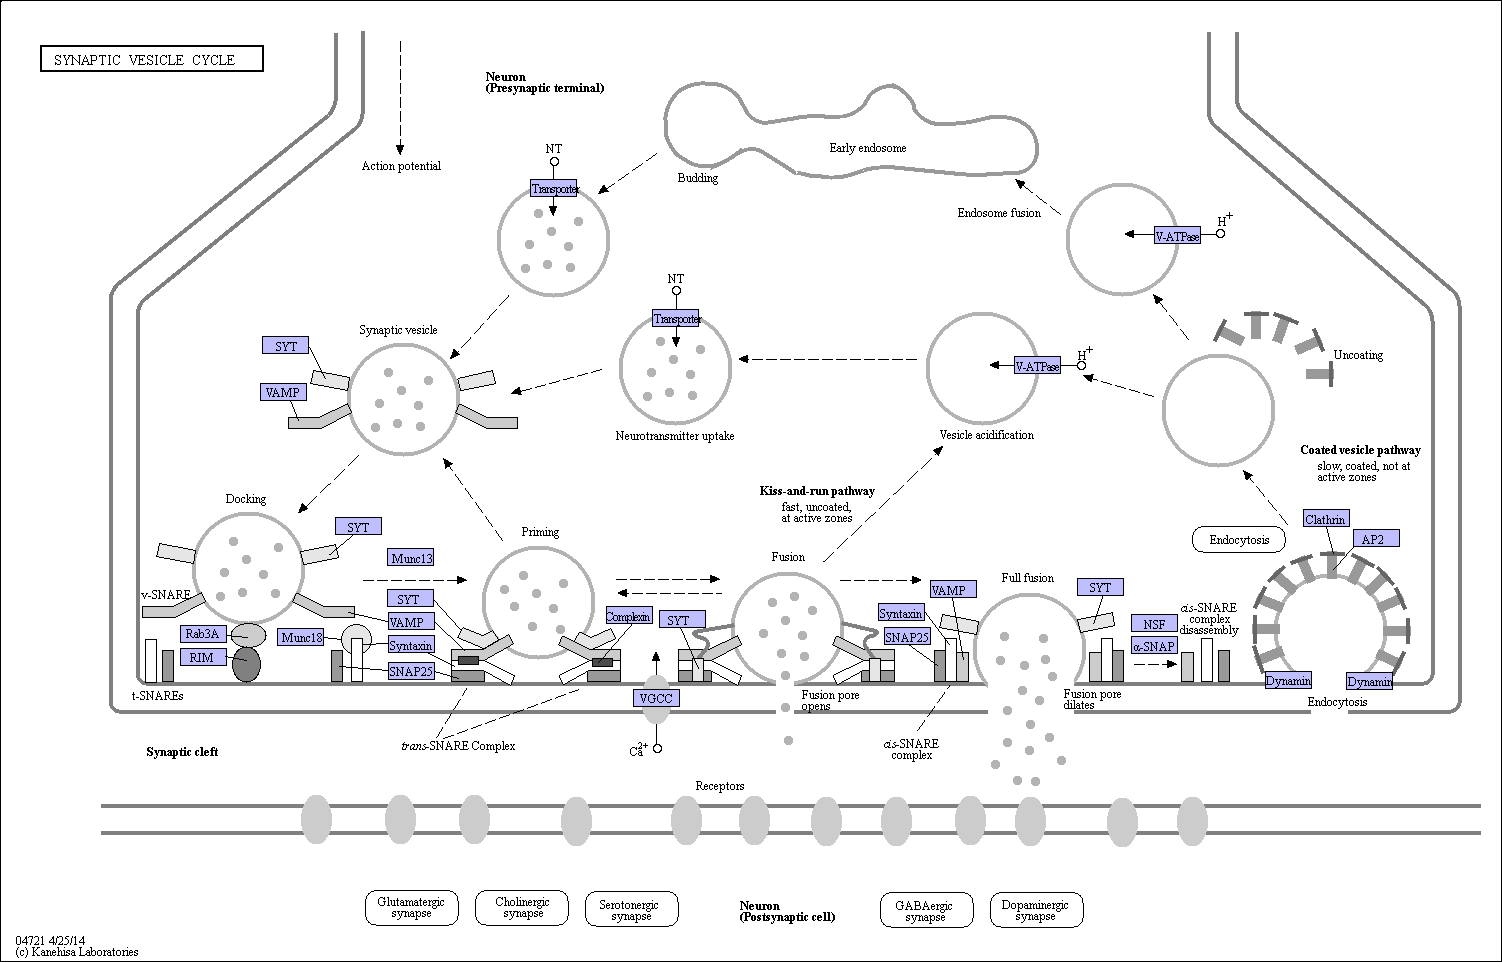 SYNAPTIC VESICLE CYCLE
Neuron
(Presynaptic terminal)
Action potential
NT
Transporter
Budding
Early endosome
Endosome fusion
H+
V-ATPase
NT
Transporter
Neurotransmitter uptake
Synaptic vesicle
SYT
VAMP
H+
V-ATPase
Vesicle acidification
Uncoating
Coated vesicle pathway
slow, coated, not at
active zones
Kiss-and-run pathway
fast, uncoated,
at active zones
Docking
SYT
v-SNARE
Rab3A
RIM
Munc18
t-SNAREs
Munc13
SYT
VAMP
Syntaxin
SNAP25
Priming
Complexin
trans-SNARE Complex
SYT
VGCC
Ca2+
Fusion
Fusion pore
opens
VAMP
Syntaxin
SNAP25
cis-SNARE
complex
Full fusion
SYT
Fusion pore
dilates
NSF
α-SNAP
cis-SNARE
complex
disassembly
Endocytosis
Clathrin
AP2
Dynamin
Dynamin
Endocytosis
Synaptic cleft
Receptors
Glutamatergic
synapse
Cholinergic
synapse
Serotonergic
synapse
Neuron
(Postsynaptic cell)
GABAergic
synapse
Dopaminergic
synapse
04721 4/25/14
(c) Kanehisa Laboratories